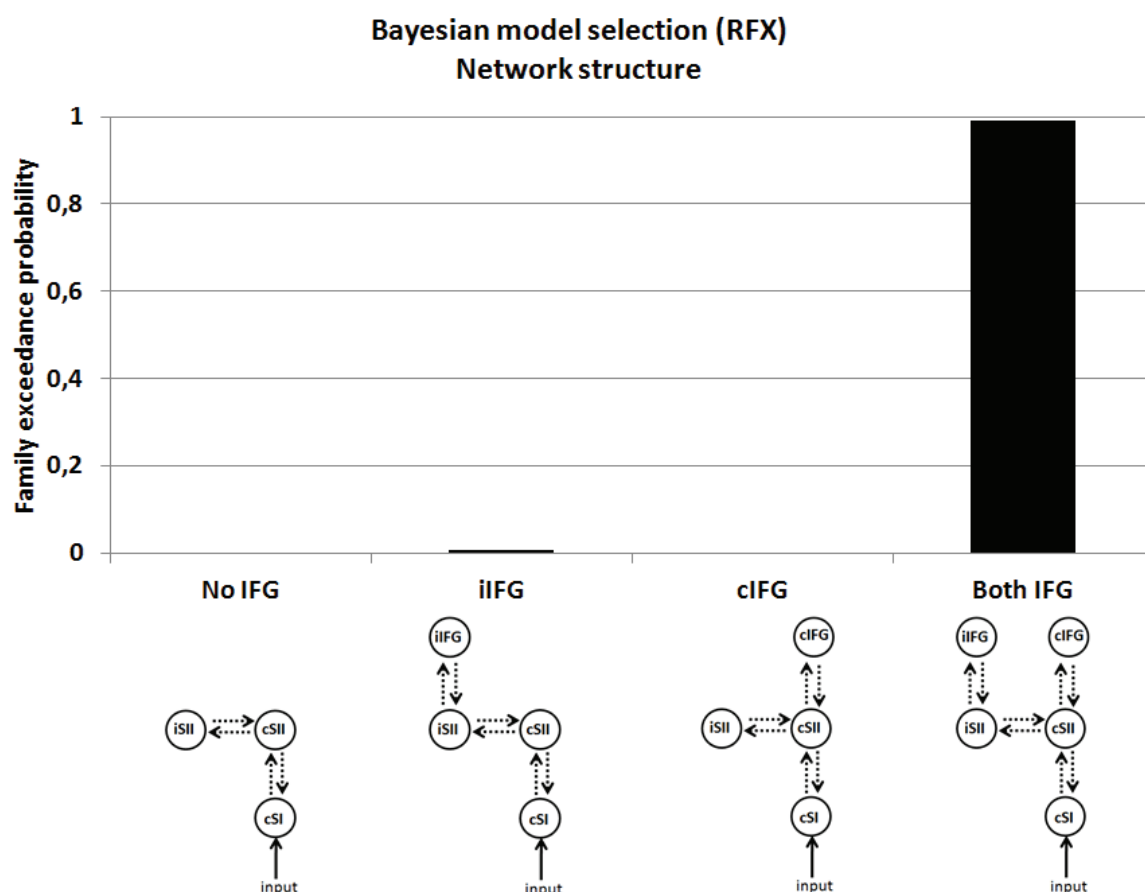 Bayesian model selection (RFX)
Network structure
Family exceedance probability
1
0,8
0,6
0,4
0,2
0
No IFG
iIFG
cIFG
Both IFG
iIFG
cIFG
iIFG
cIFG
iSII
cSII
iSII
cSII
iSII
cSII
iSII
cSII
cSI
cSI
cSI
cSI
input
input
input
input